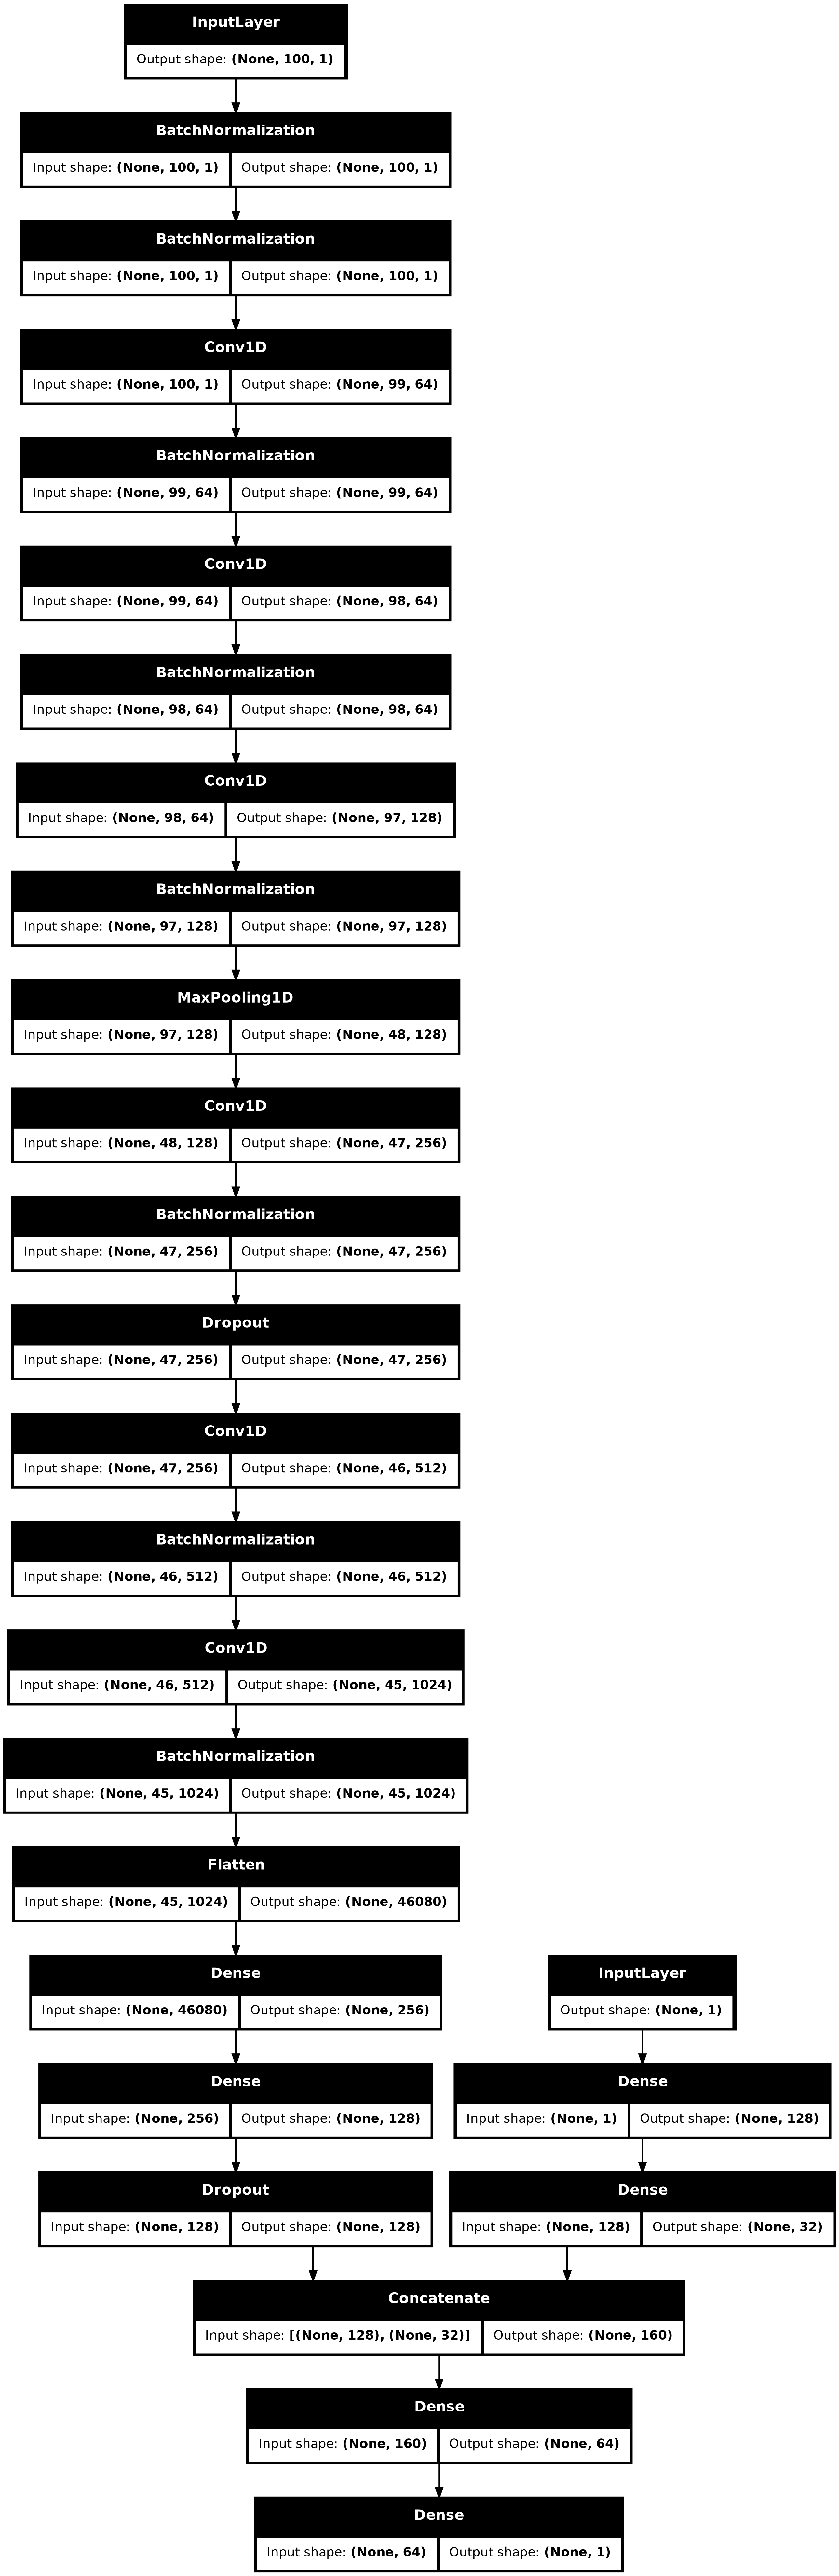 InputLayer
Output shape: (None, 100, 1)
BatchNormalization
Input shape: (None, 100, 1) Output shape: (None, 100, 1)
BatchNormalization
Input shape: (None, 100, 1) Output shape: (None, 100, 1)
Conv1D
Input shape: (None, 100, 1) Output shape: (None, 99, 64)
BatchNormalization
Input shape: (None, 99, 64) Output shape: (None, 99, 64)
Conv1D
Input shape: (None, 99, 64) Output shape: (None, 98, 64)
BatchNormalization
Input shape: (None, 98, 64) Output shape: (None, 98, 64)
Conv1D
Input shape: (None, 98, 64) Output shape: (None, 97, 128)
BatchNormalization
Input shape: (None, 97, 128) Output shape: (None, 97, 128)
MaxPooling1D
Input shape: (None, 97, 128) Output shape: (None, 48, 128)
Conv1D
Input shape: (None, 48, 128) Output shape: (None, 47, 256)
BatchNormalization
Input shape: (None, 47, 256) Output shape: (None, 47, 256)
Dropout
Input shape: (None, 47, 256) Output shape: (None, 47, 256)
Conv1D
Input shape: (None, 47, 256) Output shape: (None, 46, 512)
BatchNormalization
Input shape: (None, 46, 512) Output shape: (None, 46, 512)
Conv1D
Input shape: (None, 46, 512) Output shape: (None, 45, 1024)
BatchNormalization
Input shape: (None, 45, 1024) Output shape: (None, 45, 1024)
Flatten
Input shape: (None, 45, 1024) Output shape: (None, 46080)
Dense
Input shape: (None, 46080) Output shape: (None, 256)
InputLayer
Output shape: (None, 1)
Dense
Input shape: (None, 256) Output shape: (None, 128)
Dense
Input shape: (None, 1) Output shape: (None, 128)
Dropout
Input shape: (None, 128) Output shape: (None, 128)
Dense
Input shape: (None, 128) Output shape: (None, 32)
Concatenate
Input shape: [(None, 128), (None, 32)] Output shape: (None, 160)
Dense
Input shape: (None, 160) Output shape: (None, 64)
Dense
Input shape: (None, 64) Output shape: (None, 1)